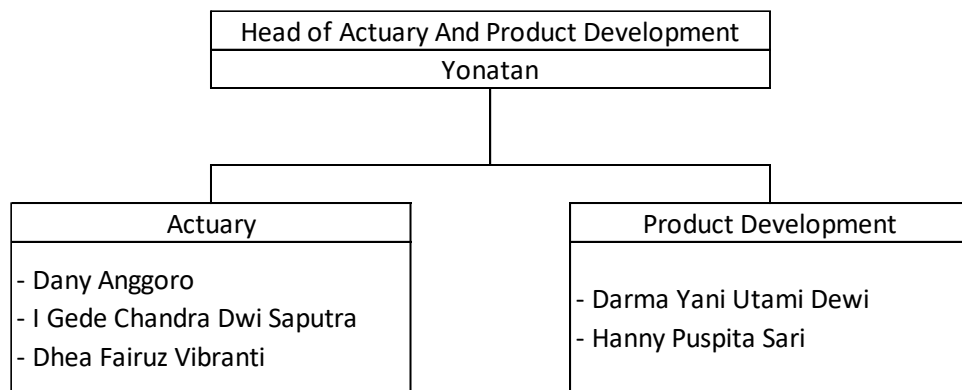 Head of Actuary And Product Development
Yonatan
Actuary
- Dany Anggoro
- I Gede Chandra Dwi Saputra
- Dhea Fairuz Vibranti
Product Development
- Darma Yani Utami Dewi
- Hanny Puspita Sari